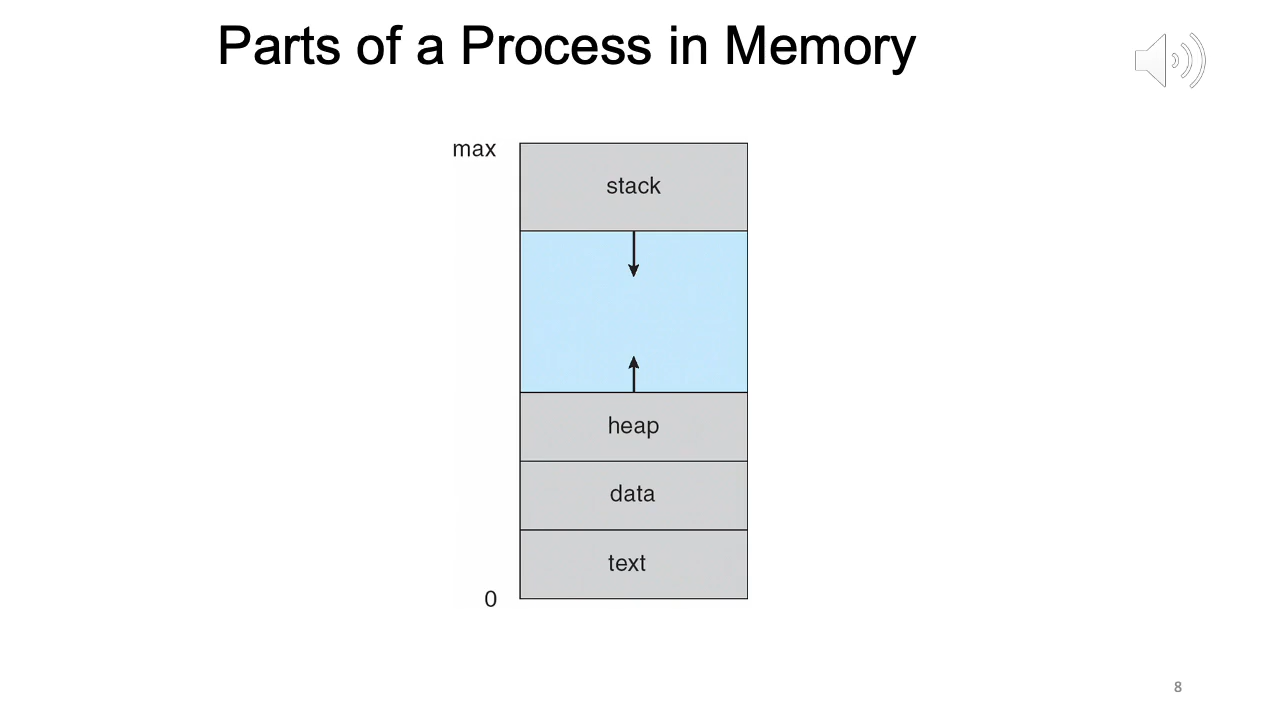 Parts of a Process in Memory
max
stack
heap
data
text
0
8